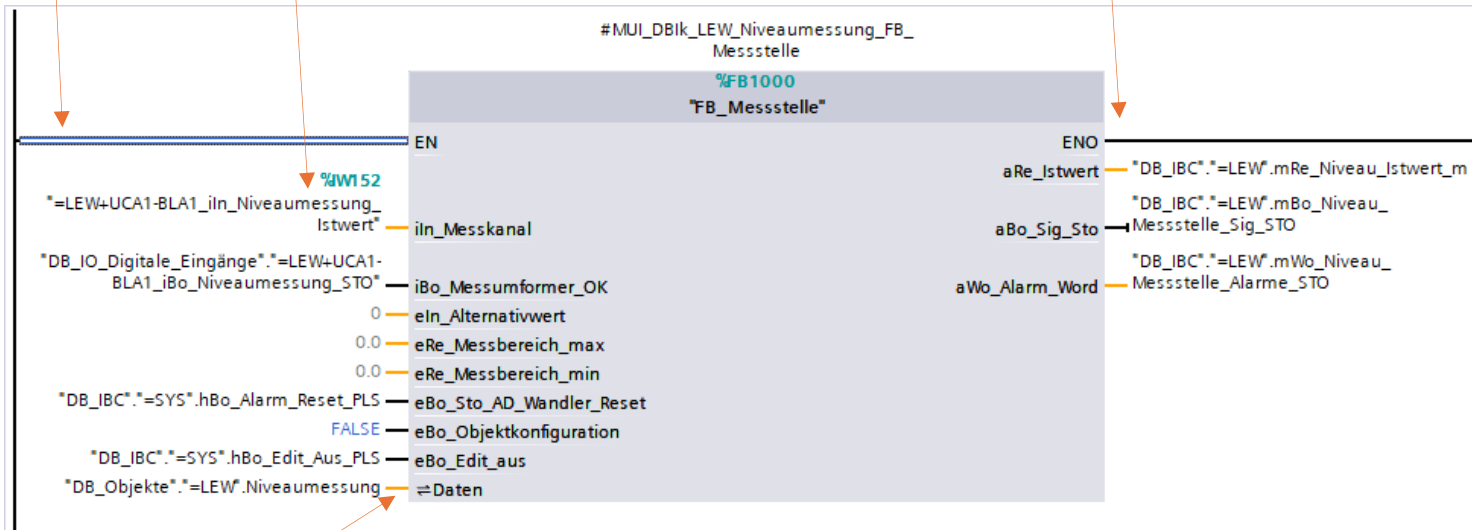 #MUI_DBIk_LEW_Niveaumessung_FB_
Messstelle
%FB1000
"FB_Messstelle"
EN
ENO
%IW152
"=LEW+UCA1-BLA1_iIn_Niveaumessung_
Istwert"
iIn_Messkanal
"DB_IO_Digitale_Eingänge"."=LEW+UCA1-
BLA1_iBo_Niveaumessung_STO"
iBo_Messumformer_OK
0
eIn_Alternativwert
0.0
eRe_Messbereich_max
0.0
eRe_Messbereich_min
"DB_IBC"."=SYS".hBo_Alarm_Reset_PLS
eBo_Sto_AD_Wandler_Reset
FALSE
eBo_Objektkonfiguration
"DB_IBC"."=SYS".hBo_Edit_Aus_PLS
eBo_Edit_aus
"DB_Objekte"."=LEW".Niveaumessung
⇌Daten
aRe_Istwert
"DB_IBC"."=LEW".mRe_Niveau_Istwert_m
aBo_Sig_Sto
"DB_IBC"."=LEW".mBo_Niveau_
Messstelle_Sig_STO
aWo_Alarm_Word
"DB_IBC"."=LEW".mWo_Niveau_
Messstelle_Alarme_STO